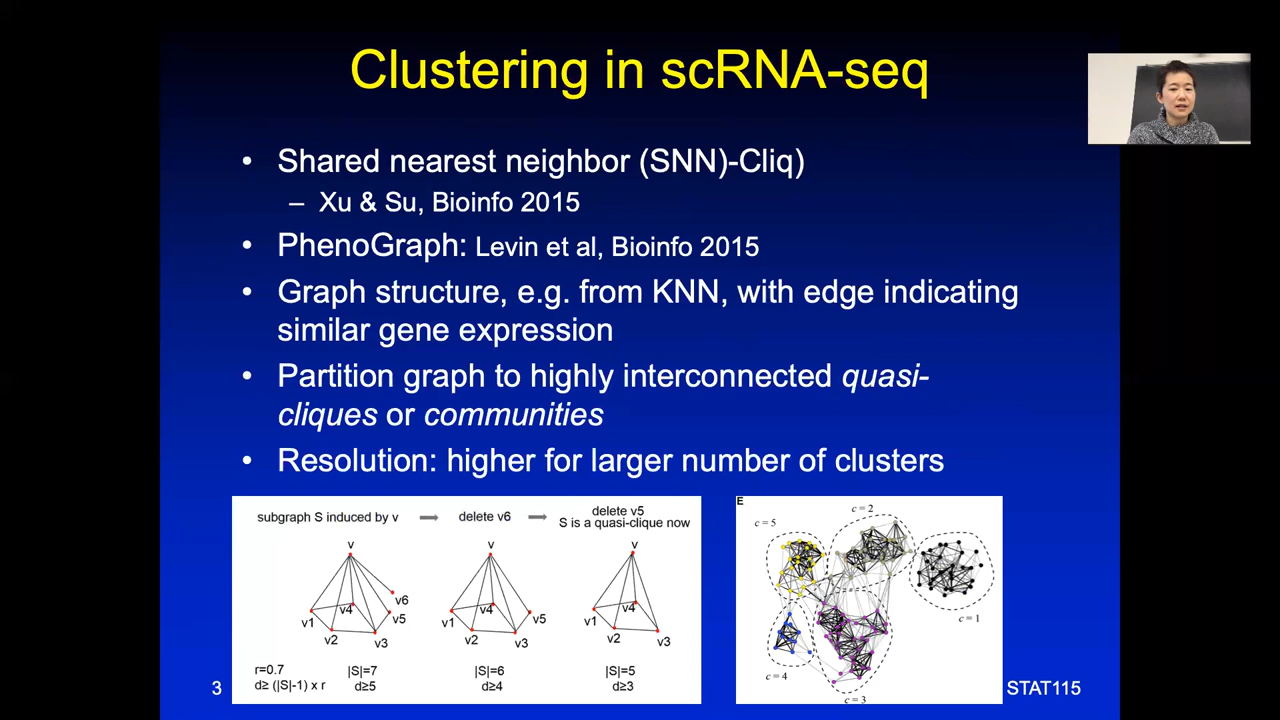 Clustering in scRNA-seq
• Shared nearest neighbor (SNN)-Cliq)
– Xu & Su, Bioinfo 2015
• PhenoGraph: Levin et al, Bioinfo 2015
• Graph structure, e.g. from KNN, with edge indicating
similar gene expression
• Partition graph to highly interconnected quasi-
cliques or communities
• Resolution: higher for larger number of clusters
subgraph S induced by v
delete v6
delete v5
S is a quasi-clique now
v
v1
v2
v3
v4
v5
v6
v
v1
v2
v3
v4
v5
v
v1
v2
v3
v4
r=0.7
d≥ (|S|-1) x r
|S|=7
d≥5
|S|=6
d≥4
|S|=5
d≥3
E
c = 5
c = 2
c = 1
c = 4
c = 3
3
STAT115